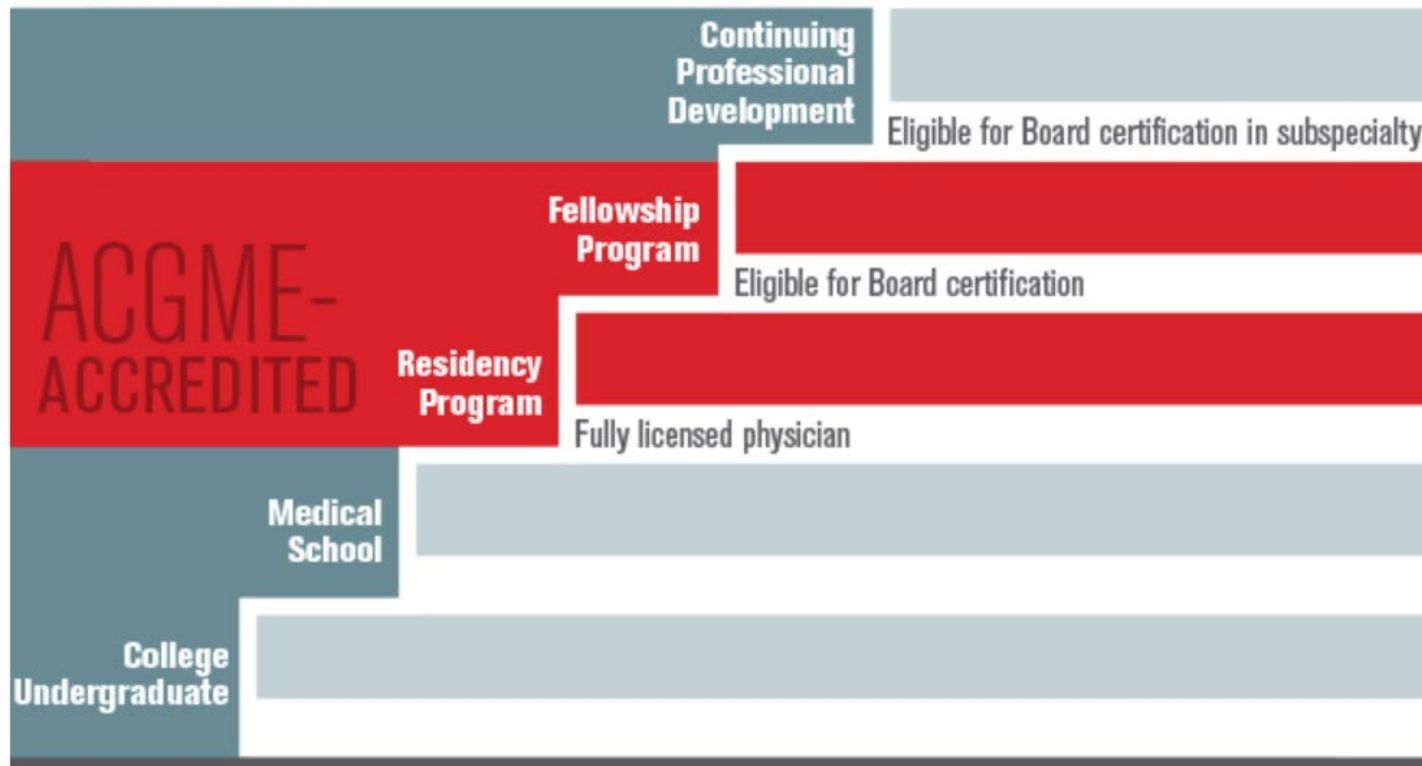 Continuing
Professional
Development
Eligible for Board certification in subspecialty
Fellowship
Program
Eligible for Board certification
ACGME-
ACCREDITED
Residency
Program
Fully licensed physician
Medical
School
College
Undergraduate